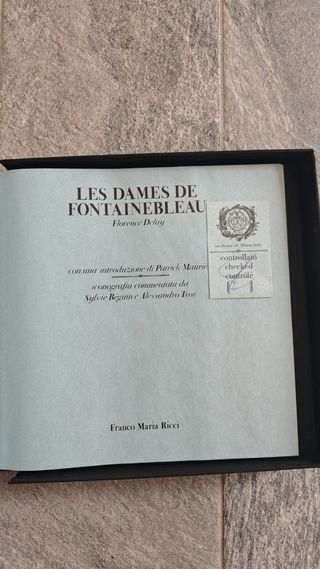 LES DAMES DE
FONTAINEBLEAU
Florence Delay
con una introduzione di Patrick Mauriè
iconografia commentata da
Sylvie Béguin e Alessandro Tosi
controllato
checked
contrôlé
Franco Maria Ricci